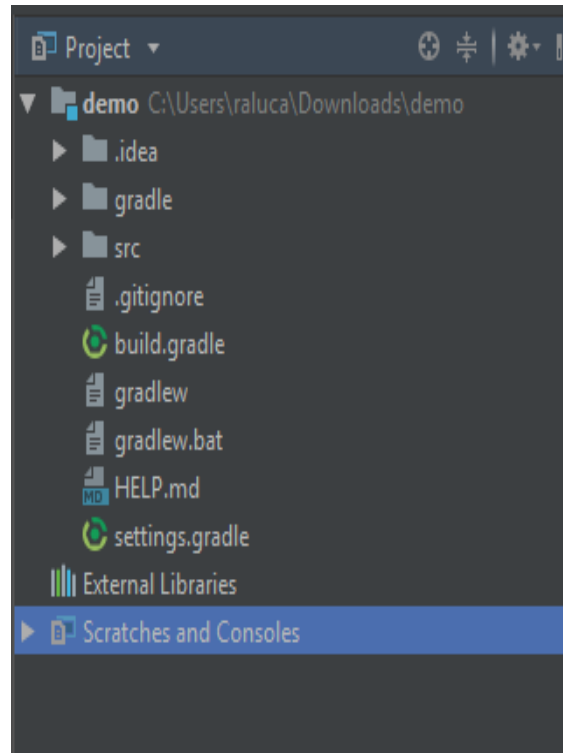 Project
demo C:\Users\raluca\Downloads\demo
.idea
gradle
src
.gitignore
build.gradle
gradlew
gradlew.bat
MD HELP.md
settings.gradle
External Libraries
Scratches and Consoles